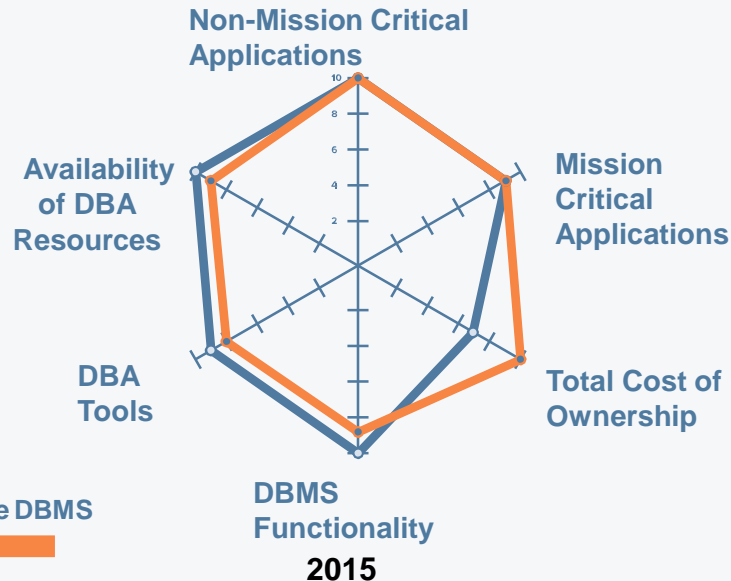 Non-Mission Critical
Applications
10
8
6
4
2
Availability
of DBA
Resources
Mission
Critical
Applications
DBA
Tools
Total Cost of
Ownership
DBMS
Functionality
DBMS
2015